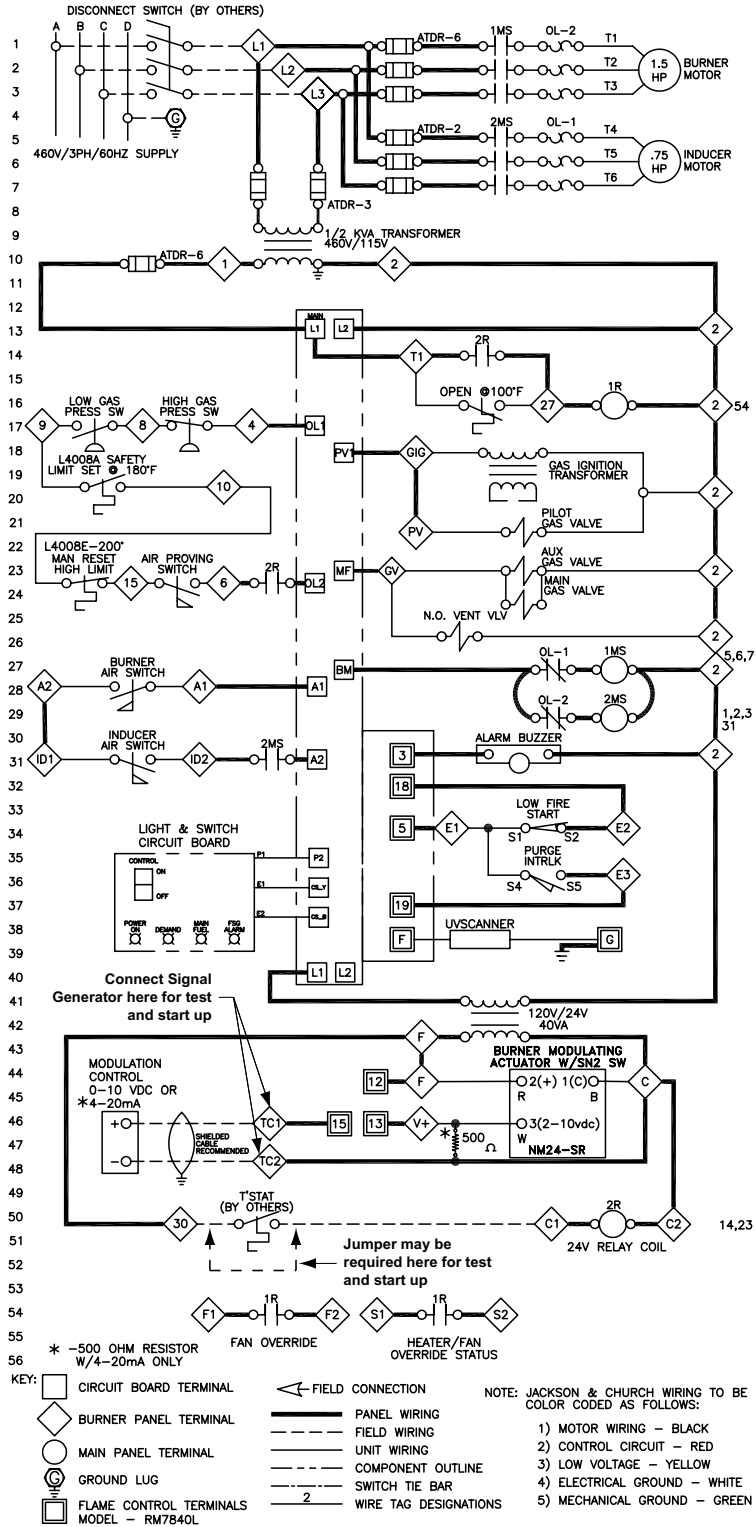 DISCONNECT SWITCH (BY OTHERS)
A B C D
1 L1 ATDR-6 1MS OL-2 T1
2 L2 T2 1.5 HP BURNER MOTOR
3 L3 T3
4 G
5 ATDR-2 2MS OL-1 T4
460V/3PH/60HZ SUPPLY
6 T5 .75 HP INDUCER MOTOR
7 T6
8 ATDR-3
9 1/2 KVA TRANSFORMER
460V/115V
10 ATDR-6 1 2
11
12 MAIN
13 L1 L2 2
14 T1 2R
15
16 LOW GAS PRESS SW HIGH GAS PRESS SW OPEN @100°F 27 1R 2 54
17 9 8 4 OL1
18 L4008A SAFETY PV1 GIG GAS IGNITION TRANSFORMER
19 LIMIT SET @ 180°F
20 10 2
21 PV PILOT GAS VALVE
22 L4008E-200° AUX GAS VALVE
MAN RESET HIGH LIMIT AIR PROVING SWITCH
23 15 6 2R OL2 MF GV 2
24 MAIN GAS VALVE
25 N.O. VENT VLV
26 2
27 BURNER AIR SWITCH BM OL-1 1MS 2 5,6,7
28 A2 A1 A1 OL-2 2MS
29 1,2,3
30 INDUCER AIR SWITCH ALARM BUZZER 31
31 ID1 ID2 2MS A2 3 2
32 18
33 LOW FIRE START
34 LIGHT & SWITCH CIRCUIT BOARD 5 E1 S1 S2 E2
35 CONTROL P1 P2 PURGE INTRLK
36 ON E1 CS_Y S4 S5 E3
OFF
37 E2 CS_G 19
38 POWER ON DEMAND MAIN FUEL FSG ALARM F UVSCANNER G
39
40 L1 L2
Connect Signal
Generator here for test
and start up
41 120V/24V
40VA
42
43 F
BURNER MODULATING
ACTUATOR W/SN2 SW
44 MODULATION CONTROL 12 F 2(+) 1(C) C
R B
45 0-10 VDC OR
*4-20mA
46 + TC1 15 13 V+ 3(2-10vdc)
W
47 SHIELDED CABLE RECOMMENDED * 500 Ω NM24-SR
48 - TC2
49 T'STAT
(BY OTHERS)
50 30 C1 2R C2 14,23
51 24V RELAY COIL
52
Jumper may be
required here for test
and start up
53
54 F1 1R F2 S1 1R S2
55 FAN OVERRIDE HEATER/FAN OVERRIDE STATUS
56
* -500 OHM RESISTOR
W/4-20mA ONLY
KEY:
CIRCUIT BOARD TERMINAL
BURNER PANEL TERMINAL
MAIN PANEL TERMINAL
G GROUND LUG
FLAME CONTROL TERMINALS
MODEL - RM7840L
FIELD CONNECTION
PANEL WIRING
FIELD WIRING
UNIT WIRING
COMPONENT OUTLINE
SWITCH TIE BAR
2 WIRE TAG DESIGNATIONS
NOTE: JACKSON & CHURCH WIRING TO BE
COLOR CODED AS FOLLOWS:
1) MOTOR WIRING - BLACK
2) CONTROL CIRCUIT - RED
3) LOW VOLTAGE - YELLOW
4) ELECTRICAL GROUND - WHITE
5) MECHANICAL GROUND - GREEN